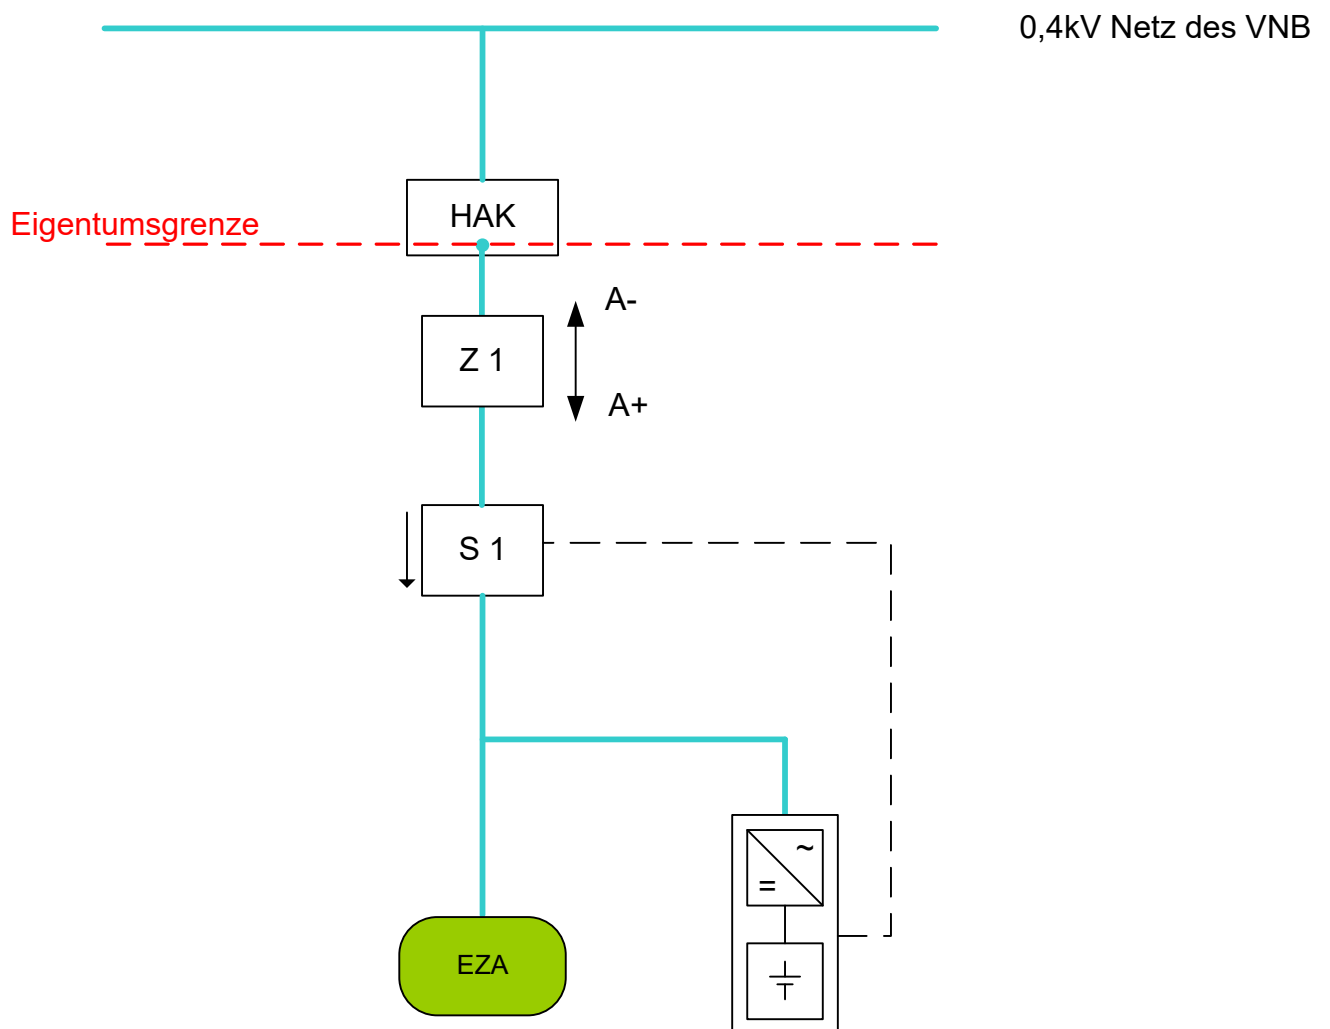 0,4kV Netz des VNB
HAK
Eigentumsgrenze
A-
Z 1
A+
S 1
~
=
EZA